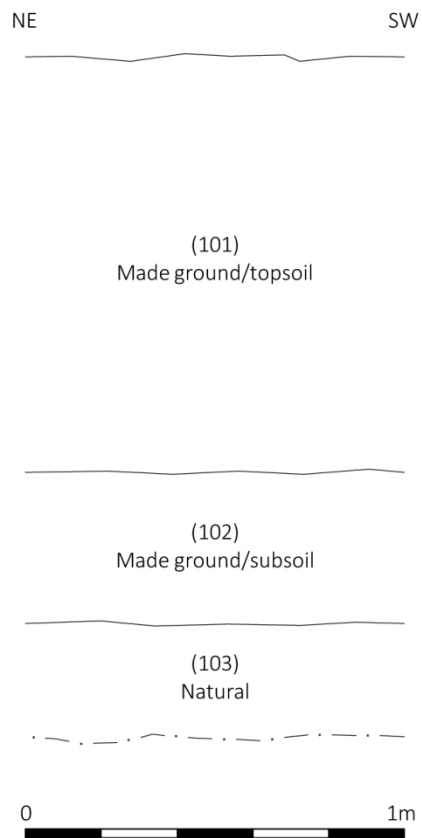 NE SW
(101)
Made ground/topsoil
(102)
Made ground/subsoil
(103)
Natural
0 1m